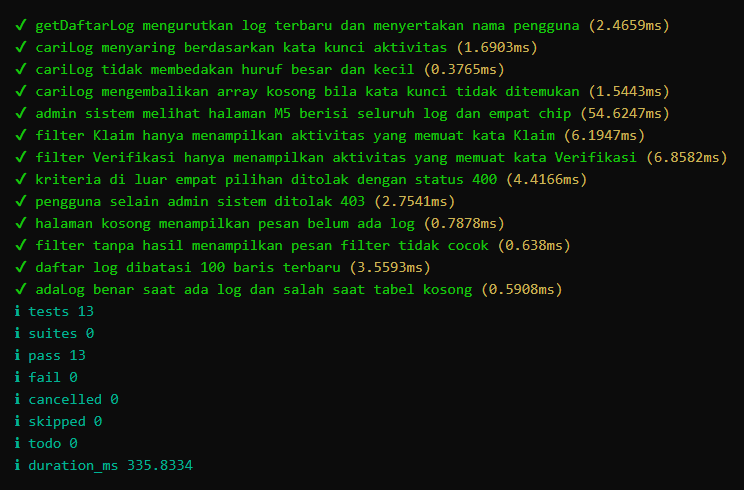 ✔ getDaftarLog mengurutkan log terbaru dan menyertakan nama pengguna (2.4659ms)
✔ cariLog menyaring berdasarkan kata kunci aktivitas (1.6903ms)
✔ cariLog tidak membedakan huruf besar dan kecil (0.3765ms)
✔ cariLog mengembalikan array kosong bila kata kunci tidak ditemukan (1.5443ms)
✔ admin sistem melihat halaman M5 berisi seluruh log dan empat chip (54.6247ms)
✔ filter Klaim hanya menampilkan aktivitas yang memuat kata Klaim (6.1947ms)
✔ filter Verifikasi hanya menampilkan aktivitas yang memuat kata Verifikasi (6.8582ms)
✔ kriteria di luar empat pilihan ditolak dengan status 400 (4.4166ms)
✔ pengguna selain admin sistem ditolak 403 (2.7541ms)
✔ halaman kosong menampilkan pesan belum ada log (0.7878ms)
✔ filter tanpa hasil menampilkan pesan filter tidak cocok (0.638ms)
✔ daftar log dibatasi 100 baris terbaru (3.5593ms)
✔ adaLog benar saat ada log dan salah saat tabel kosong (0.5908ms)
ℹ tests 13
ℹ suites 0
ℹ pass 13
ℹ fail 0
ℹ cancelled 0
ℹ skipped 0
ℹ todo 0
ℹ duration_ms 335.8334